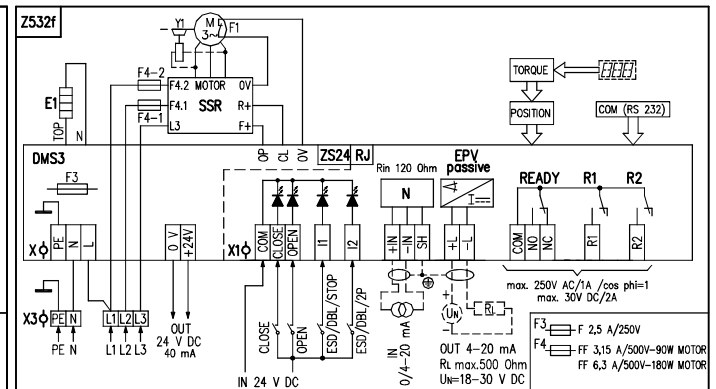 Z532f
Y1
M
3~
F1
F4-2
F4.2 MOTOR 0V
E1
F4.1 SSR R+
F4-1
L3 F+
TOP
N
OP
CL
0V
TORQUE
POSITION
COM (RS 232)
DMS3
ZS24 RJ
EPV
passive
Rin 120 Ohm
N
READY R1 R2
F3
X
PE
N
L
0 V
+24V
X1
COM
CLOSE
OPEN
I1
I2
+IN
-IN
SH
+L
-L
COM
NO
NC
R1
R2
max. 250V AC/1A /cos phi=1
max. 30V DC/2A
X3
PE N
L1 L2 L3
PE N
L1 L2 L3
OUT
24 V DC
40 mA
CLOSE
OPEN
ESD/DBL/STOP
ESD/DBL/2P
IN 24 V DC
IN
0/4-20 mA
+
UN
-
RL
OUT 4-20 mA
RL max.500 Ohm
UN=18-30 V DC
F3 F 2,5 A/250V
F4 FF 3,15 A/500V-90W MOTOR
FF 6,3 A/500V-180W MOTOR